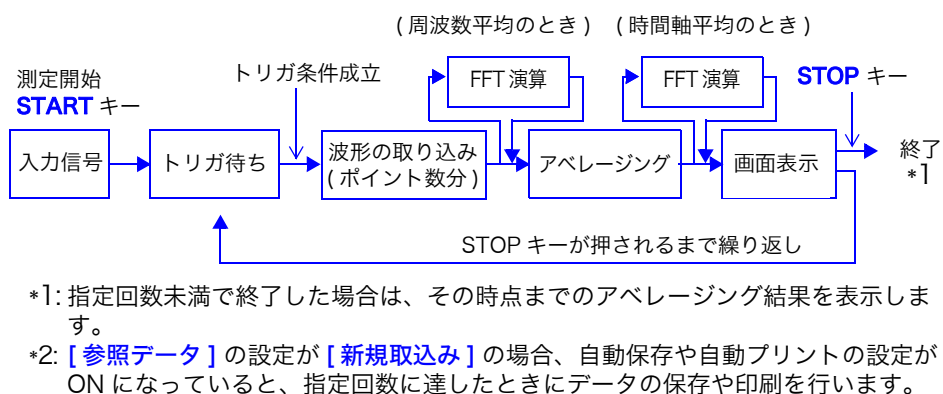 ( 周波数平均のとき )  ( 時間軸平均のとき )
測定開始
START キー
トリガ条件成立
FFT 演算
FFT 演算
STOP キー
入力信号
トリガ待ち
波形の取り込み
( ポイント数分 )
アベレージング
画面表示
終了
*1
STOP キーが押されるまで繰り返し
*1: 指定回数未満で終了した場合は、その時点までのアベレージング結果を表示しま
す。
*2: [ 参照データ ] の設定が [ 新規取込み ] の場合、自動保存や自動プリントの設定が
ON になっていると、指定回数に達したときにデータの保存や印刷を行います。